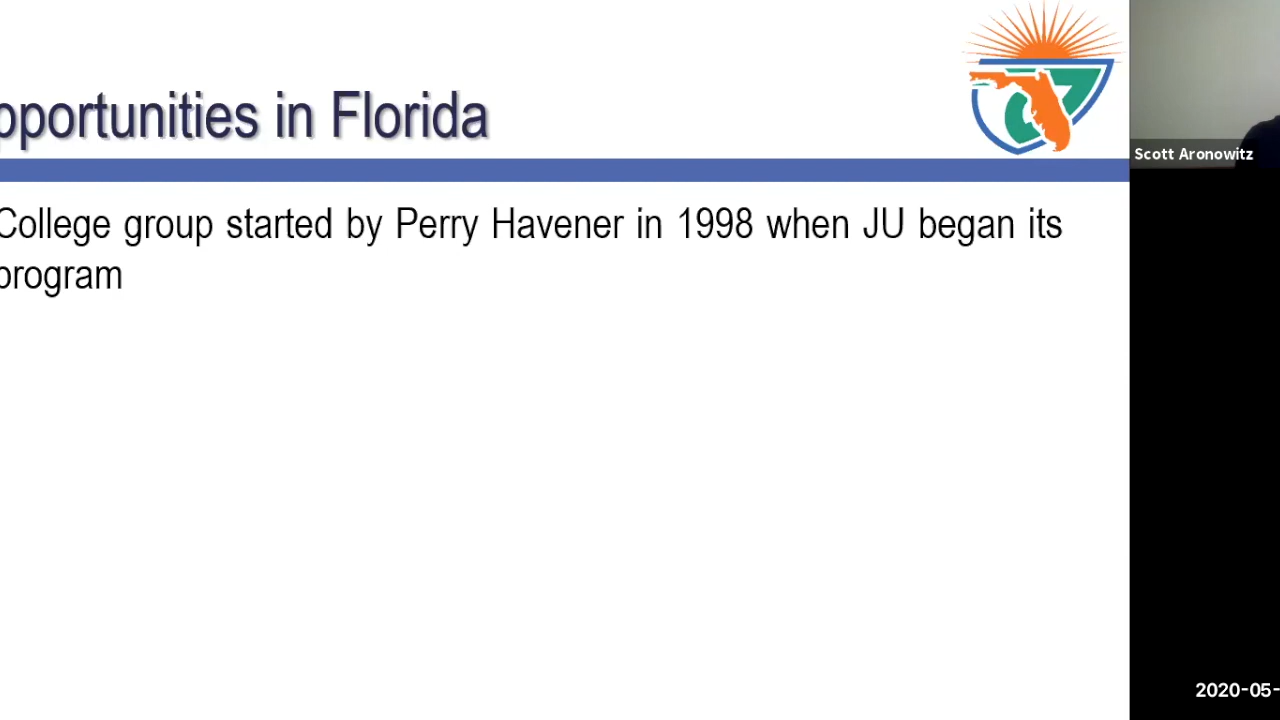 pportunities in Florida
Scott Aronowitz
College group started by Perry Havener in 1998 when JU began its
program
2020-05-